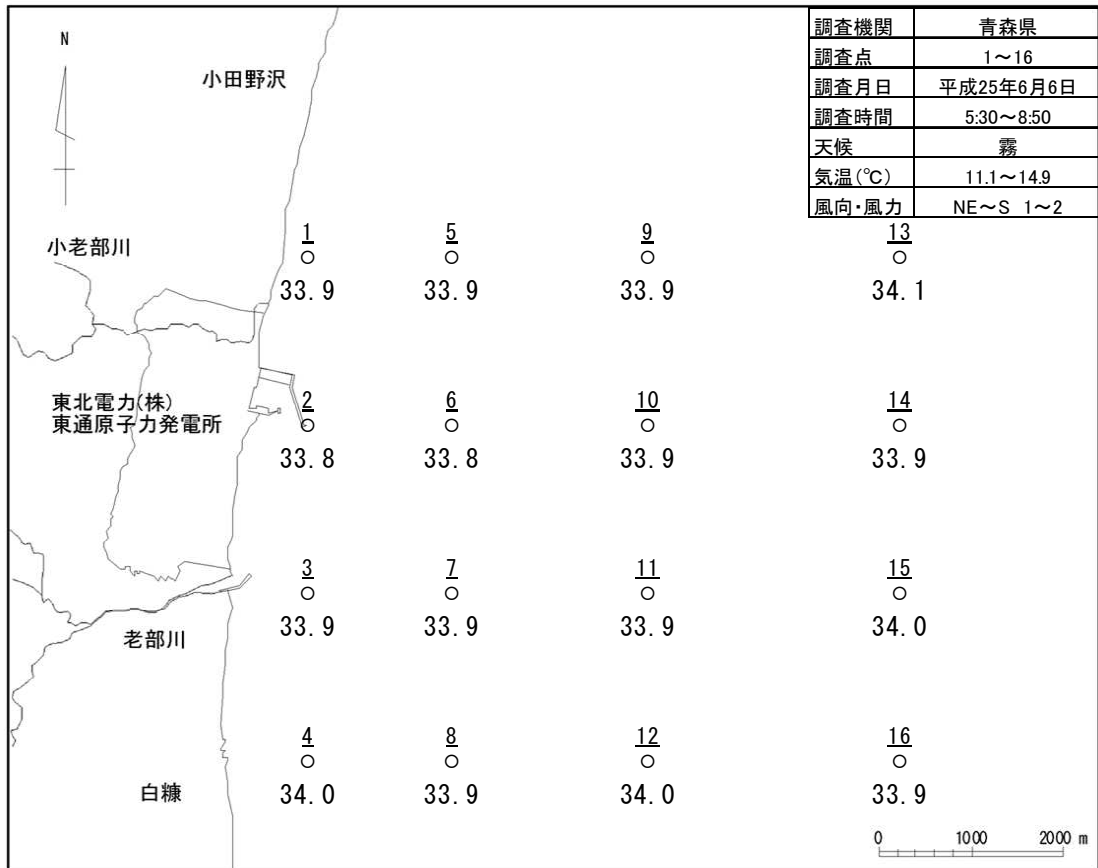 調査機関 青森県
調査点 1～16
調査月日 平成25年6月6日
調査時間 5:30～8:50
天候 霧
気温(℃) 11.1～14.9
風向・風力 NE～S 1～2
N
小田野沢
小老部川
1 5 9 13
33.9 33.9 33.9 34.1
東北電力(株)
東通原子力発電所
2 6 10 14
33.8 33.8 33.9 33.9
3 7 11 15
33.9 33.9 33.9 34.0
老部川
4 8 12 16
34.0 33.9 34.0 33.9
白糠
0 1000 2000 m